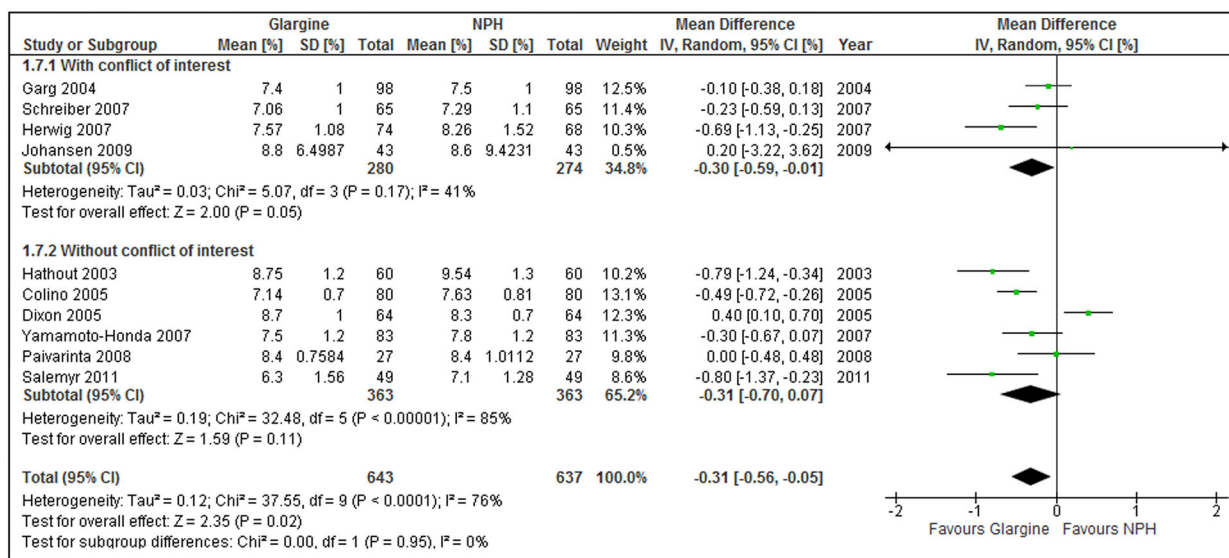 Glargine NPH Mean Difference Mean Difference
Study or Subgroup Mean [%] SD [%] Total Mean [%] SD [%] Total Weight IV, Random, 95% CI [%] Year IV, Random, 95% CI [%]
1.7.1 With conflict of interest
Garg 2004 7.4 1 98 7.5 1 98 12.5% -0.10 [-0.38, 0.18] 2004
Schreiber 2007 7.06 1 65 7.29 1.1 65 11.4% -0.23 [-0.59, 0.13] 2007
Herwig 2007 7.57 1.08 74 8.26 1.52 68 10.3% -0.69 [-1.13, -0.25] 2007
Johansen 2009 8.8 6.4987 43 8.6 9.4231 43 0.5% 0.20 [-3.22, 3.62] 2009
Subtotal (95% CI) 280 274 34.8% -0.30 [-0.59, -0.01]
Heterogeneity: Tau² = 0.03; Chi² = 5.07, df = 3 (P = 0.17); I² = 41%
Test for overall effect: Z = 2.00 (P = 0.05)
1.7.2 Without conflict of interest
Hathout 2003 8.75 1.2 60 9.54 1.3 60 10.2% -0.79 [-1.24, -0.34] 2003
Colino 2005 7.14 0.7 80 7.63 0.81 80 13.1% -0.49 [-0.72, -0.26] 2005
Dixon 2005 8.7 1 64 8.3 0.7 64 12.3% 0.40 [0.10, 0.70] 2005
Yamamoto-Honda 2007 7.5 1.2 83 7.8 1.2 83 11.3% -0.30 [-0.67, 0.07] 2007
Paivarinta 2008 8.4 0.7584 27 8.4 1.0112 27 9.8% 0.00 [-0.48, 0.48] 2008
Salemyr 2011 6.3 1.56 49 7.1 1.28 49 8.6% -0.80 [-1.37, -0.23] 2011
Subtotal (95% CI) 363 363 65.2% -0.31 [-0.70, 0.07]
Heterogeneity: Tau² = 0.19; Chi² = 32.48, df = 5 (P < 0.00001); I² = 85%
Test for overall effect: Z = 1.59 (P = 0.11)
Total (95% CI) 643 637 100.0% -0.31 [-0.56, -0.05]
Heterogeneity: Tau² = 0.12; Chi² = 37.55, df = 9 (P < 0.0001); I² = 76%
Test for overall effect: Z = 2.35 (P = 0.02)
Test for subgroup differences: Chi² = 0.00, df = 1 (P = 0.95), I² = 0%
-2 -1 0 1 2
Favours Glargine Favours NPH